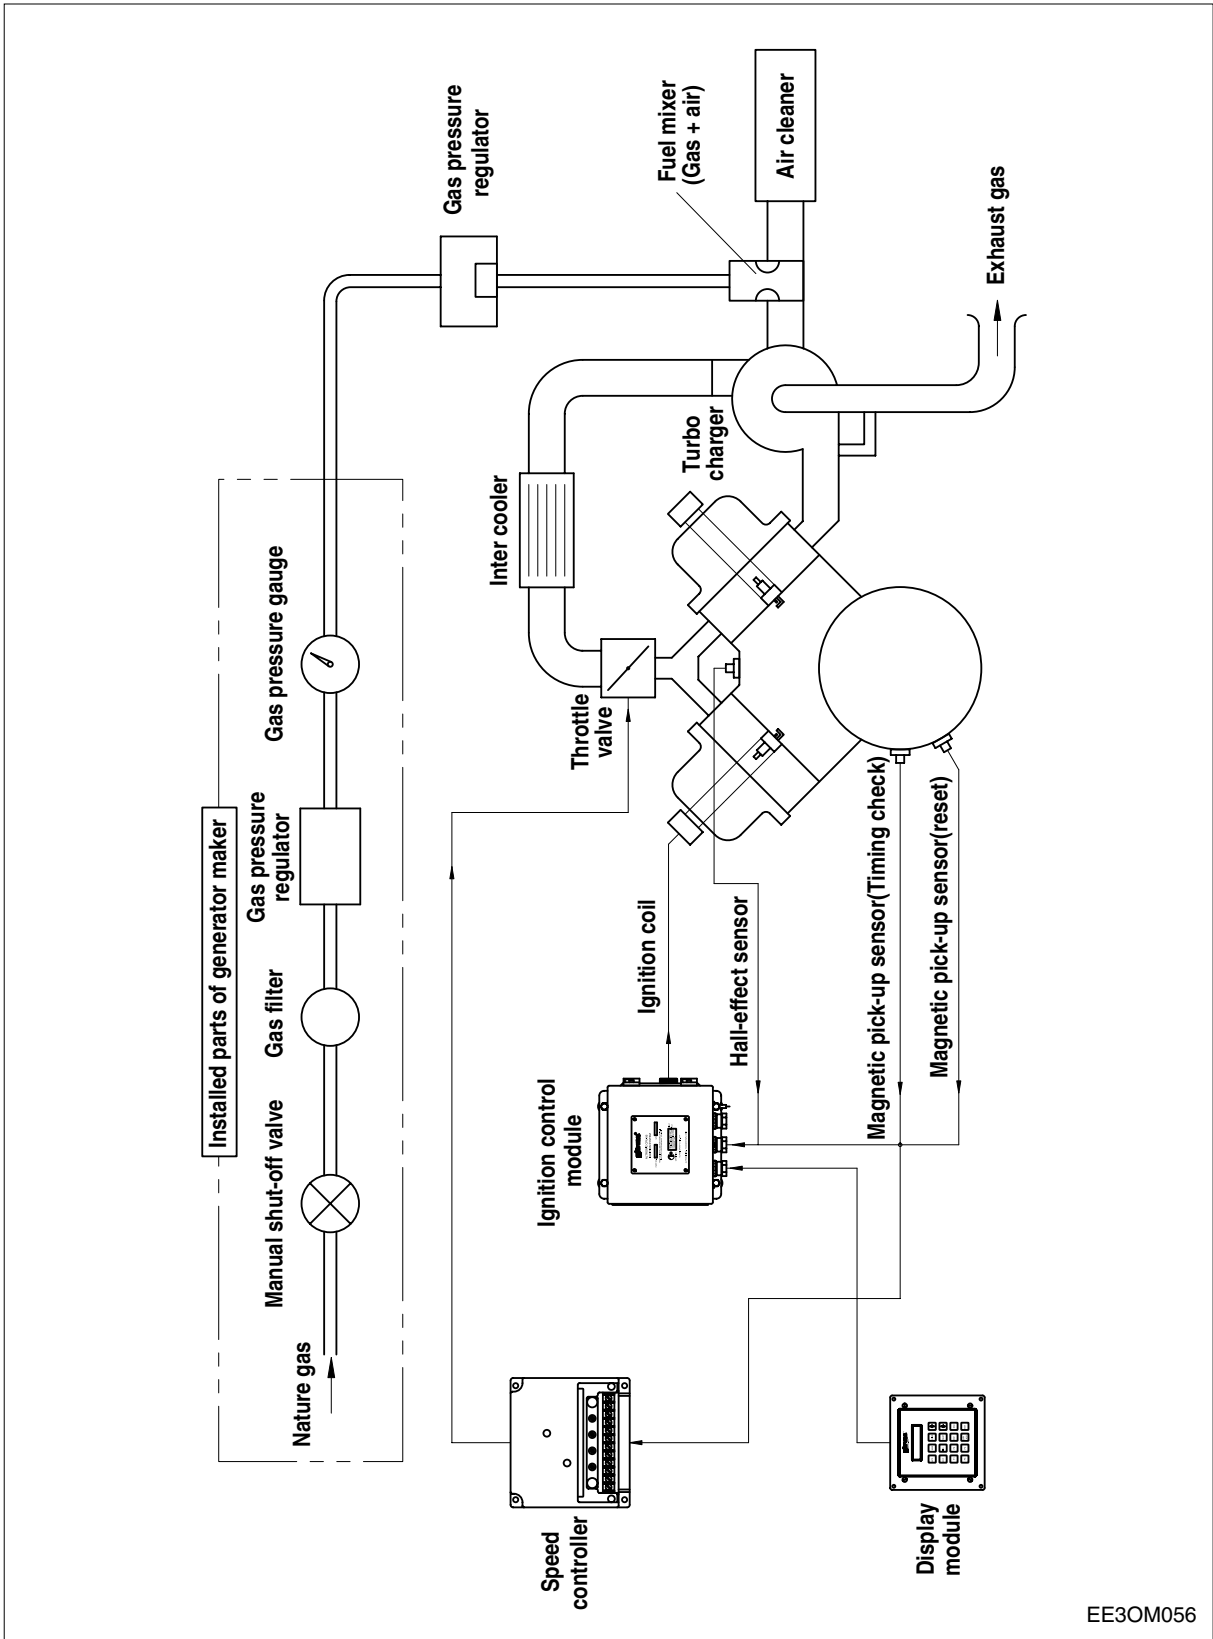 Installed parts of generator maker
Nature gas
Manual shut-off valve
Gas filter
Gas pressure
regulator
Gas pressure gauge
Gas pressure
regulator
Fuel mixer
(Gas + air)
Air cleaner
Exhaust gas
Inter cooler
Turbo
charger
Throttle
valve
Ignition coil
Hall-effect sensor
Magnetic pick-up sensor(Timing check)
Magnetic pick-up sensor(reset)
Ignition control
module
Speed
controller
Display
module
EE3OM056